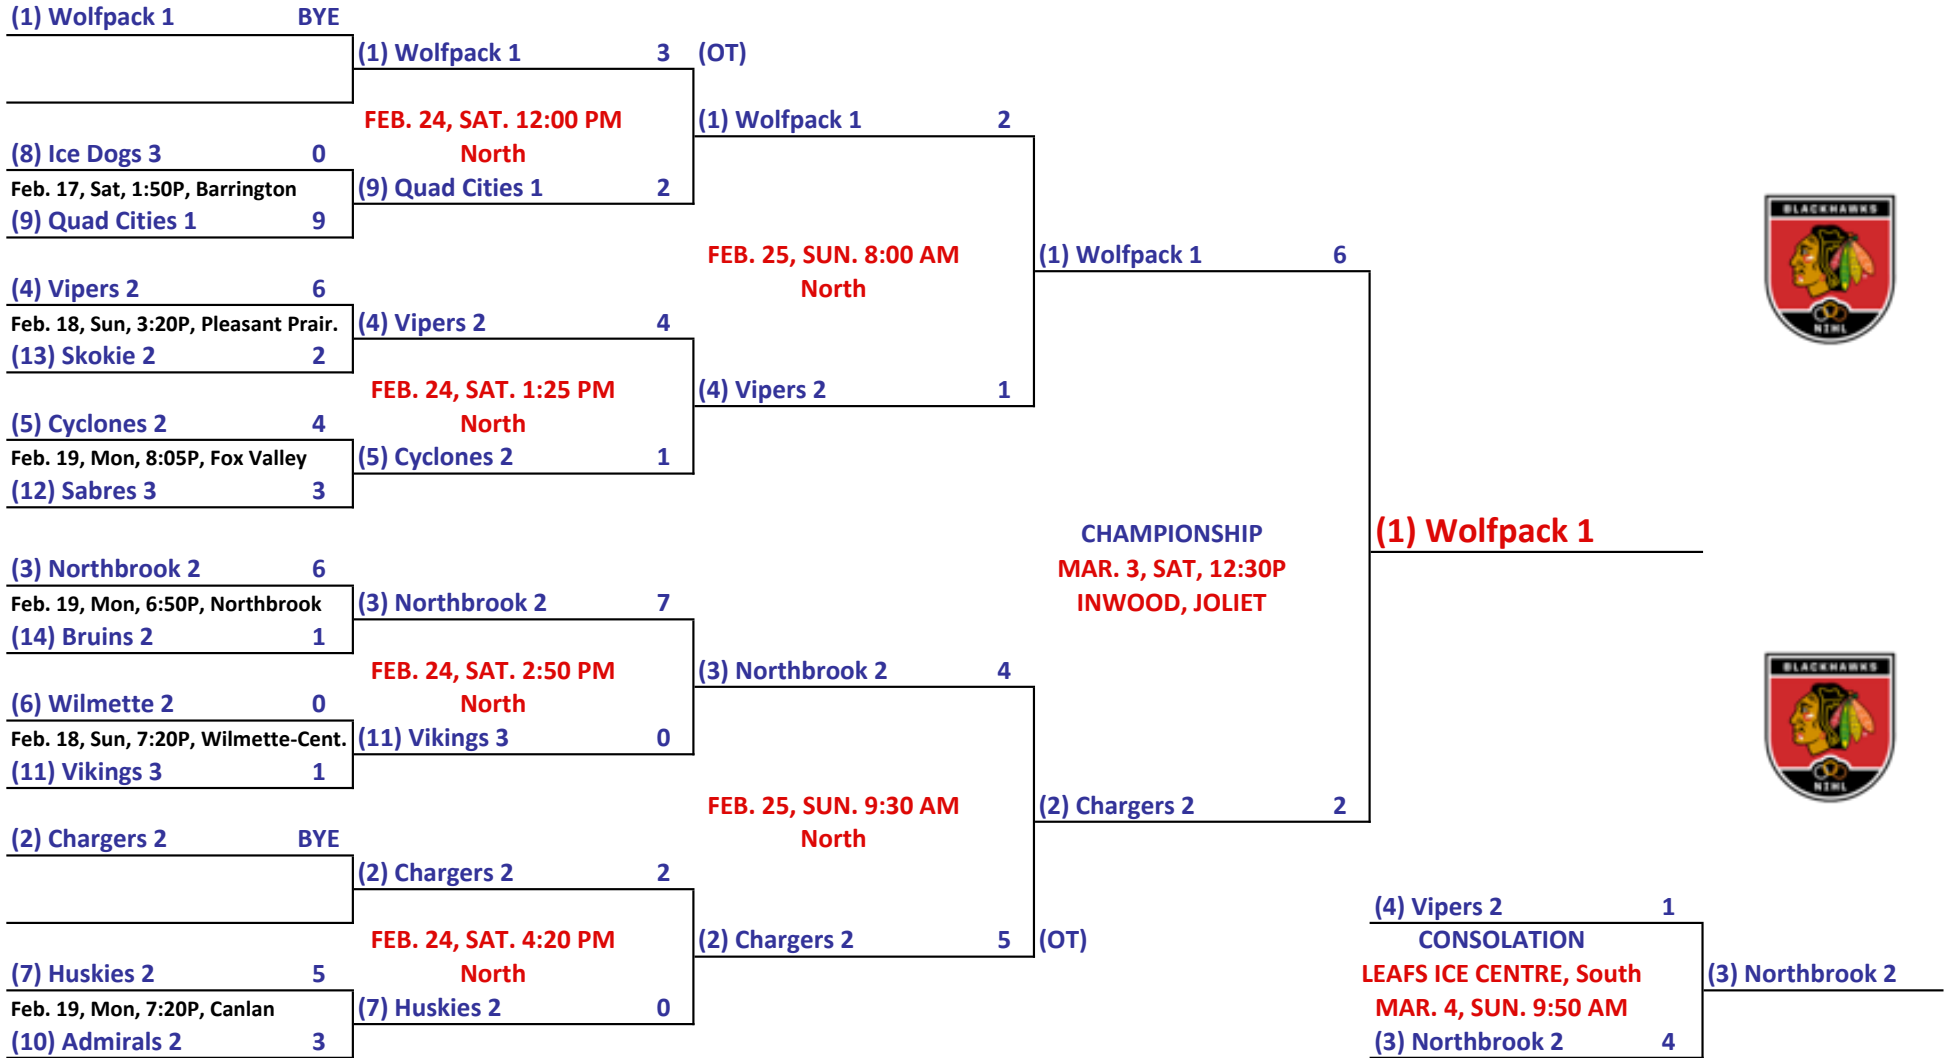 (1) Wolfpack 1 BYE
(8) Ice Dogs 3 0
Feb. 17, Sat, 1:50P, Barrington
(9) Quad Cities 1 9
(4) Vipers 2 6
Feb. 18, Sun, 3:20P, Pleasant Prair.
(13) Skokie 2 2
(5) Cyclones 2 4
Feb. 19, Mon, 8:05P, Fox Valley
(12) Sabres 3 3
(3) Northbrook 2 6
Feb. 19, Mon, 6:50P, Northbrook
(14) Bruins 2 1
(6) Wilmette 2 0
Feb. 18, Sun, 7:20P, Wilmette-Cent.
(11) Vikings 3 1
(2) Chargers 2 BYE
(7) Huskies 2 5
Feb. 19, Mon, 7:20P, Canlan
(10) Admirals 2 3
(1) Wolfpack 1 3 (OT)
FEB. 24, SAT. 12:00 PM
North
(9) Quad Cities 1 2
(4) Vipers 2 4
FEB. 24, SAT. 1:25 PM
North
(5) Cyclones 2 1
(3) Northbrook 2 7
FEB. 24, SAT. 2:50 PM
North
(11) Vikings 3 0
(2) Chargers 2 2
FEB. 24, SAT. 4:20 PM
North
(7) Huskies 2 0
(1) Wolfpack 1 2
FEB. 25, SUN. 8:00 AM
North
(4) Vipers 2 1
(3) Northbrook 2 4
FEB. 25, SUN. 9:30 AM
North
(2) Chargers 2 5 (OT)
(1) Wolfpack 1 6
CHAMPIONSHIP
MAR. 3, SAT, 12:30P
INWOOD, JOLIET
(2) Chargers 2 2
(1) Wolfpack 1
BLACKHAWKS
NIHL
BLACKHAWKS
NIHL
(4) Vipers 2 1
CONSOLATION
LEAFS ICE CENTRE, South
MAR. 4, SUN. 9:50 AM
(3) Northbrook 2 4
(3) Northbrook 2